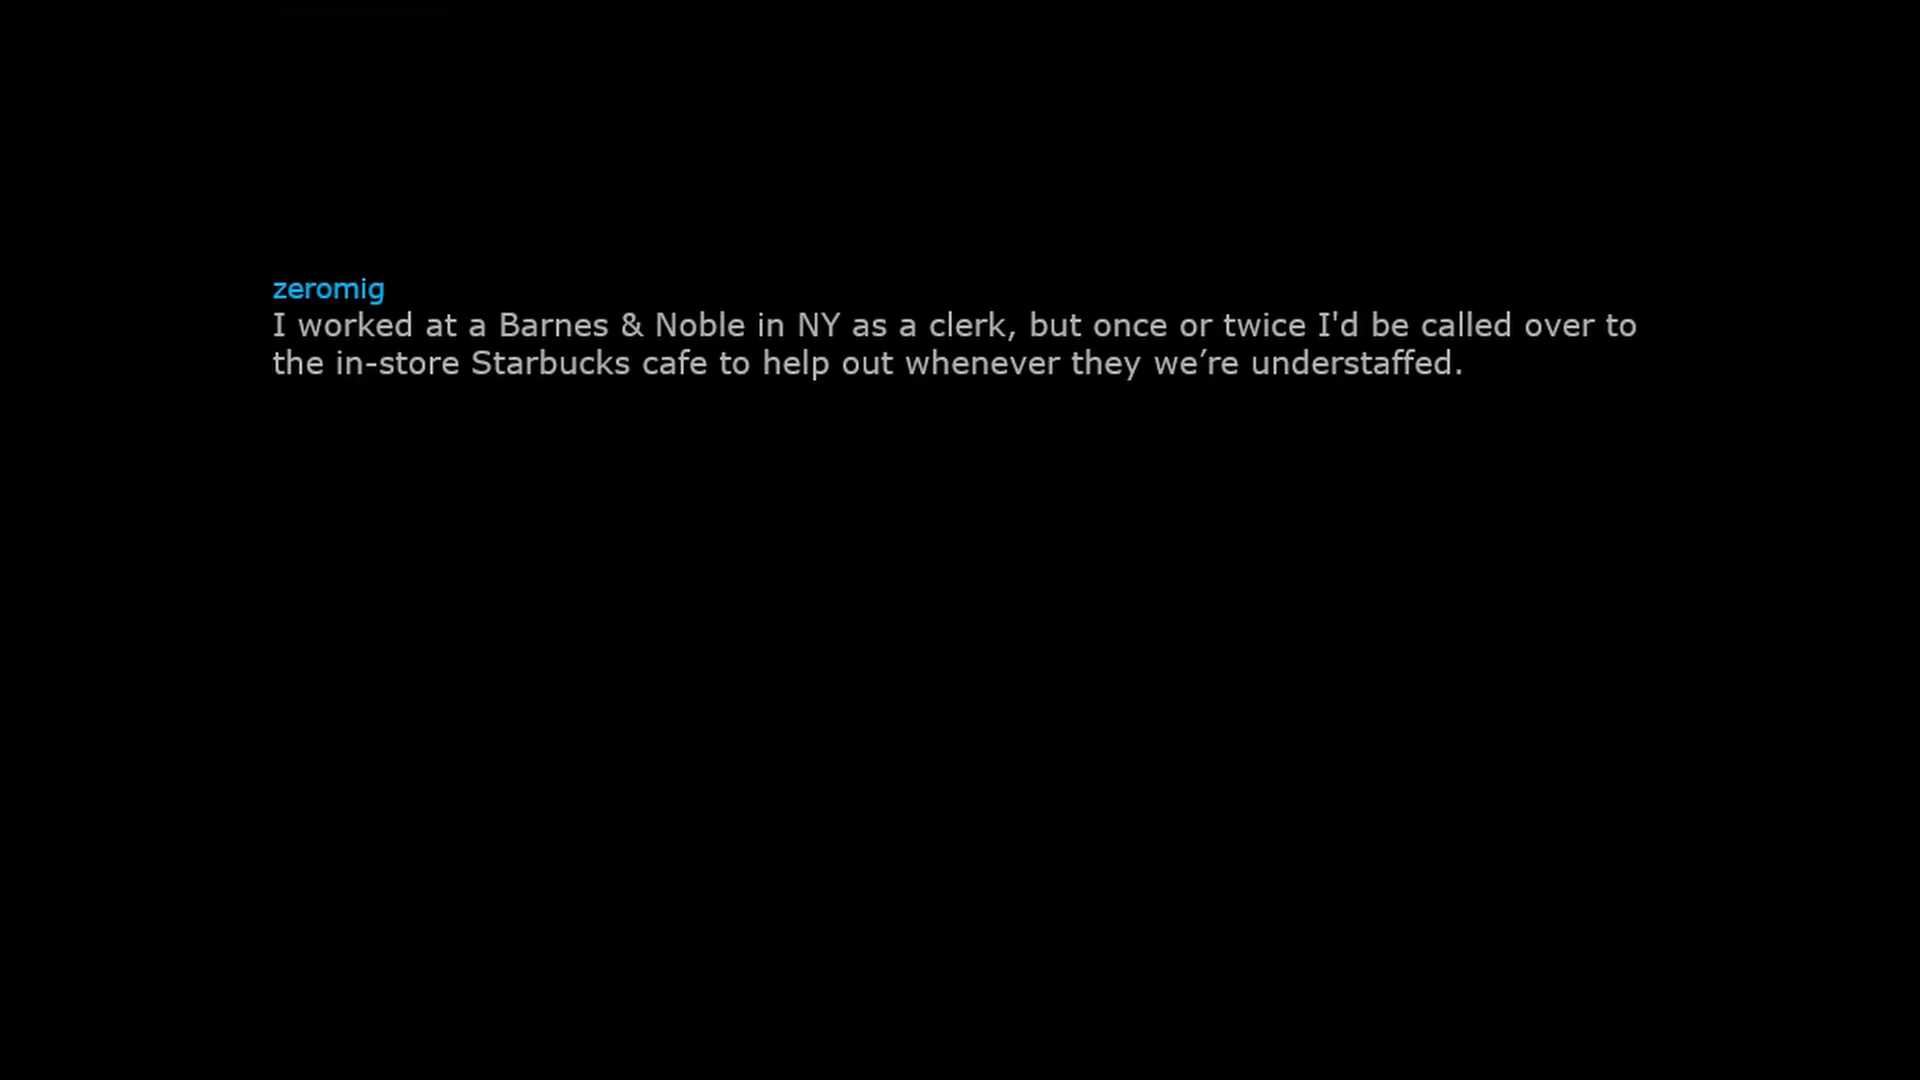 zeromig
I worked at a Barnes & Noble in NY as a clerk, but once or twice I'd be called over to
the in-store Starbucks cafe to help out whenever they we’re understaffed.